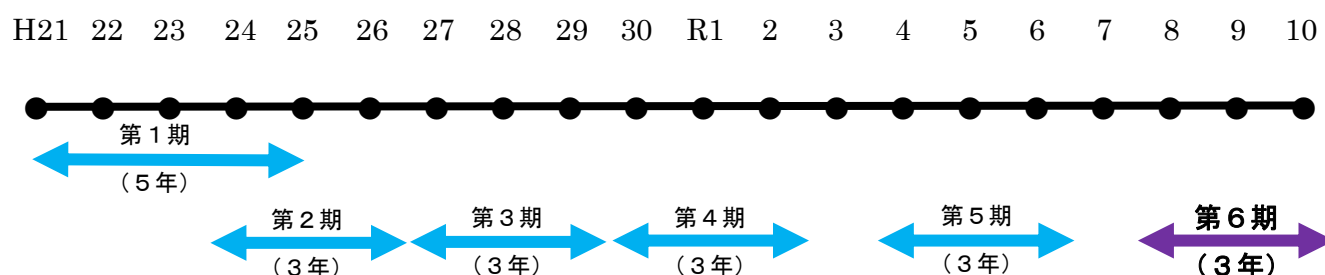 H21 22 23 24 25 26 27 28 29 30 R1 2 3 4 5 6 7 8 9 10
第１期
（５年）
第２期 第３期 第４期 第５期 第６期
（３年） （３年） （３年） （３年） （３年）